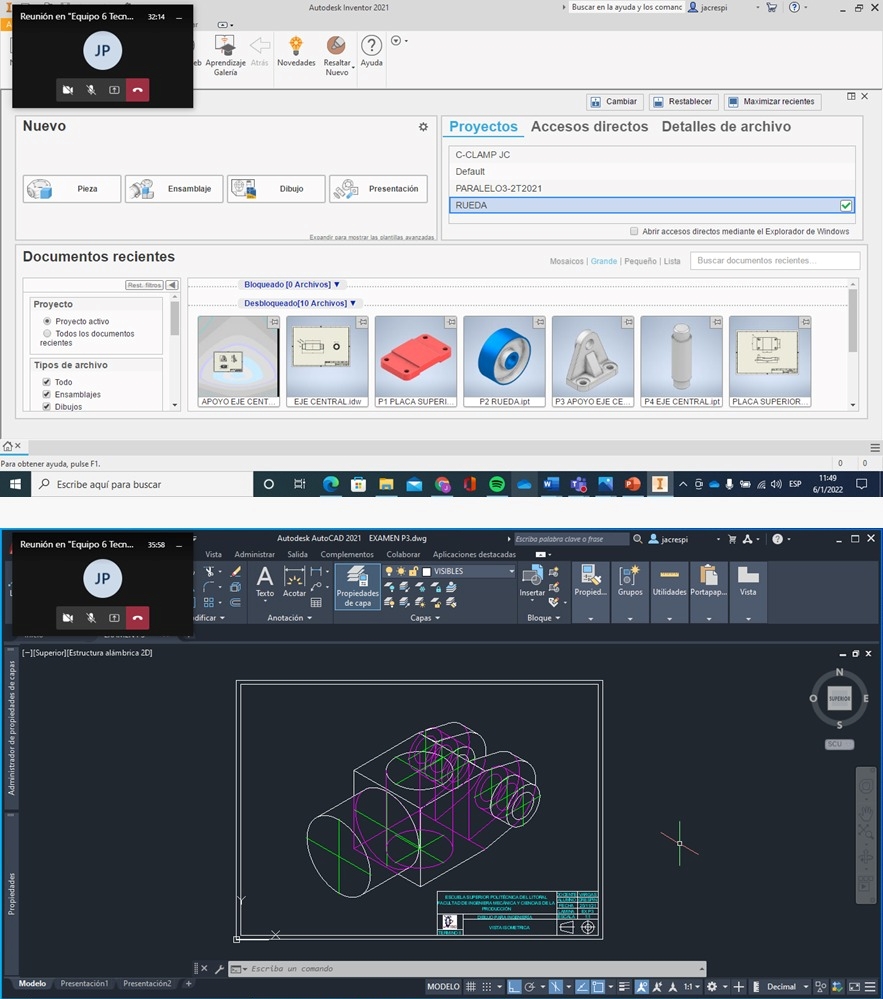 Autodesk Inventor 2021
Buscar en la ayuda y los comanc
jacrespi
Reunión en "Equipo 6 Tecn...
32:14
JP
Aprendizaje
Galería
Atrás
Novedades
Resaltar
Nuevo
Ayuda
Cambiar
Restablecer
Maximizar recientes
Nuevo
Pieza
Ensamblaje
Dibujo
Presentación
Expandir para mostrar las plantillas avanzadas
Proyectos
Accesos directos
Detalles de archivo
C-CLAMP JC
Default
PARALELO3-2T2021
RUEDA
Abrir accesos directos mediante el Explorador de Windows
Documentos recientes
Mosaicos | Grande | Pequeño | Lista
Buscar documentos recientes...
Rest. filtros
Proyecto
Proyecto activo
Todos los documentos
recientes
Tipos de archivo
Todo
Ensamblajes
Dibujos
Bloqueado [0 Archivos] ▼
Desbloqueado[10 Archivos] ▼
APOYO EJE CENT...
EJE CENTRAL.idw
P1 PLACA SUPERI...
P2 RUEDA.ipt
P3 APOYO EJE CE...
P4 EJE CENTRAL.ipt
PLACA SUPERIOR...
Para obtener ayuda, pulse F1.
0
0
Escribe aquí para buscar
ESP
11:49
6/1/2022
Autodesk AutoCAD 2021 EXAMEN P3.dwg
Escriba palabra clave o frase
jacrespi
Reunión en "Equipo 6 Tecn...
35:58
JP
Vista
Administrar
Salida
Complementos
Colaborar
Aplicaciones destacadas
Texto
Acotar
Propiedades
de capa
VISIBLES
Insertar
Propied...
Grupos
Utilidades
Portapap...
Vista
dificar
Anotación
Capas
Bloque
[−][Superior][Estructura alámbrica 2D]
Administrador de propiedades de capas
Propiedades
N
O
SUPERIOR
E
S
SCU
Y
X
ESCUELA SUPERIOR POLITÉCNICA DEL LITORAL
FACULTAD DE INGENIERÍA MECÁNICA Y CIENCIAS DE LA
PRODUCCIÓN
DIBUJO PARA INGENIERÍA
VISTA ISOMETRICA
Escriba un comando
Modelo
Presentación1
Presentación2
+
MODELO
1:1
Decimal